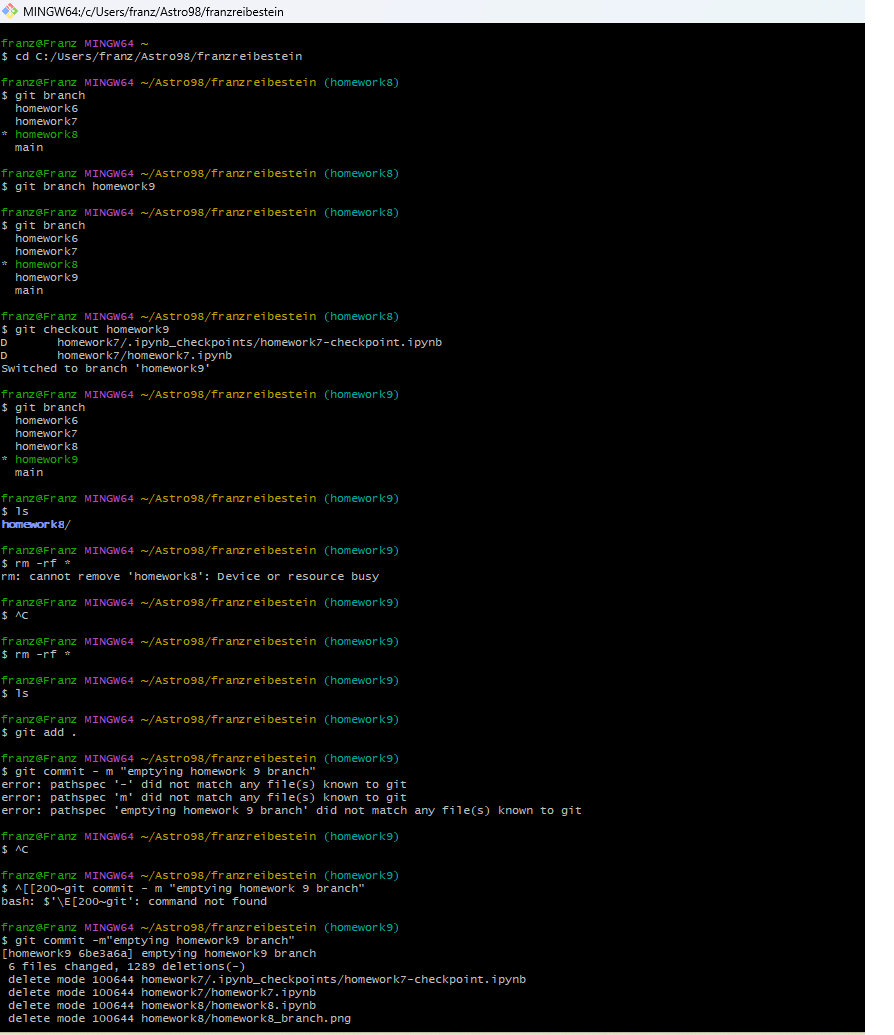 MINGW64:/c/Users/franz/Astro98/franzreibestein
franz@Franz MINGW64 ~
$ cd C:/Users/franz/Astro98/franzreibestein
franz@Franz MINGW64 ~/Astro98/franzreibestein (homework8)
$ git branch
homework6
homework7
* homework8
main
franz@Franz MINGW64 ~/Astro98/franzreibestein (homework8)
$ git branch homework9
franz@Franz MINGW64 ~/Astro98/franzreibestein (homework8)
$ git branch
homework6
homework7
* homework8
homework9
main
franz@Franz MINGW64 ~/Astro98/franzreibestein (homework8)
$ git checkout homework9
D homework7/.ipynb_checkpoints/homework7-checkpoint.ipynb
D homework7/homework7.ipynb
Switched to branch 'homework9'
franz@Franz MINGW64 ~/Astro98/franzreibestein (homework9)
$ git branch
homework6
homework7
homework8
* homework9
main
franz@Franz MINGW64 ~/Astro98/franzreibestein (homework9)
$ ls
homework8/
franz@Franz MINGW64 ~/Astro98/franzreibestein (homework9)
$ rm -rf *
rm: cannot remove 'homework8': Device or resource busy
franz@Franz MINGW64 ~/Astro98/franzreibestein (homework9)
$ ^C
franz@Franz MINGW64 ~/Astro98/franzreibestein (homework9)
$ rm -rf *
franz@Franz MINGW64 ~/Astro98/franzreibestein (homework9)
$ ls
franz@Franz MINGW64 ~/Astro98/franzreibestein (homework9)
$ git add .
franz@Franz MINGW64 ~/Astro98/franzreibestein (homework9)
$ git commit - m "emptying homework 9 branch"
error: pathspec '-' did not match any file(s) known to git
error: pathspec 'm' did not match any file(s) known to git
error: pathspec 'emptying homework 9 branch' did not match any file(s) known to git
franz@Franz MINGW64 ~/Astro98/franzreibestein (homework9)
$ ^C
franz@Franz MINGW64 ~/Astro98/franzreibestein (homework9)
$ ^[[200~git commit - m "emptying homework 9 branch"
bash: $'\E[200~git': command not found
franz@Franz MINGW64 ~/Astro98/franzreibestein (homework9)
$ git commit -m"emptying homework9 branch"
[homework9 6be3a6a] emptying homework9 branch
6 files changed, 1289 deletions(-)
delete mode 100644 homework7/.ipynb_checkpoints/homework7-checkpoint.ipynb
delete mode 100644 homework7/homework7.ipynb
delete mode 100644 homework8/homework8.ipynb
delete mode 100644 homework8/homework8_branch.png